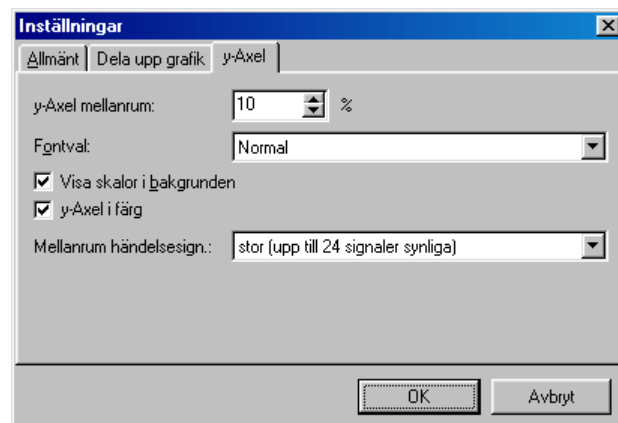 Inställningar
Allmänt Dela upp grafik y-Axel
y-Axel mellanrum: 10 %
Fontval: Normal
Visa skalor i bakgrunden
y-Axel i färg
Mellanrum händelsesign.: stor (upp till 24 signaler synliga)
OK Avbryt